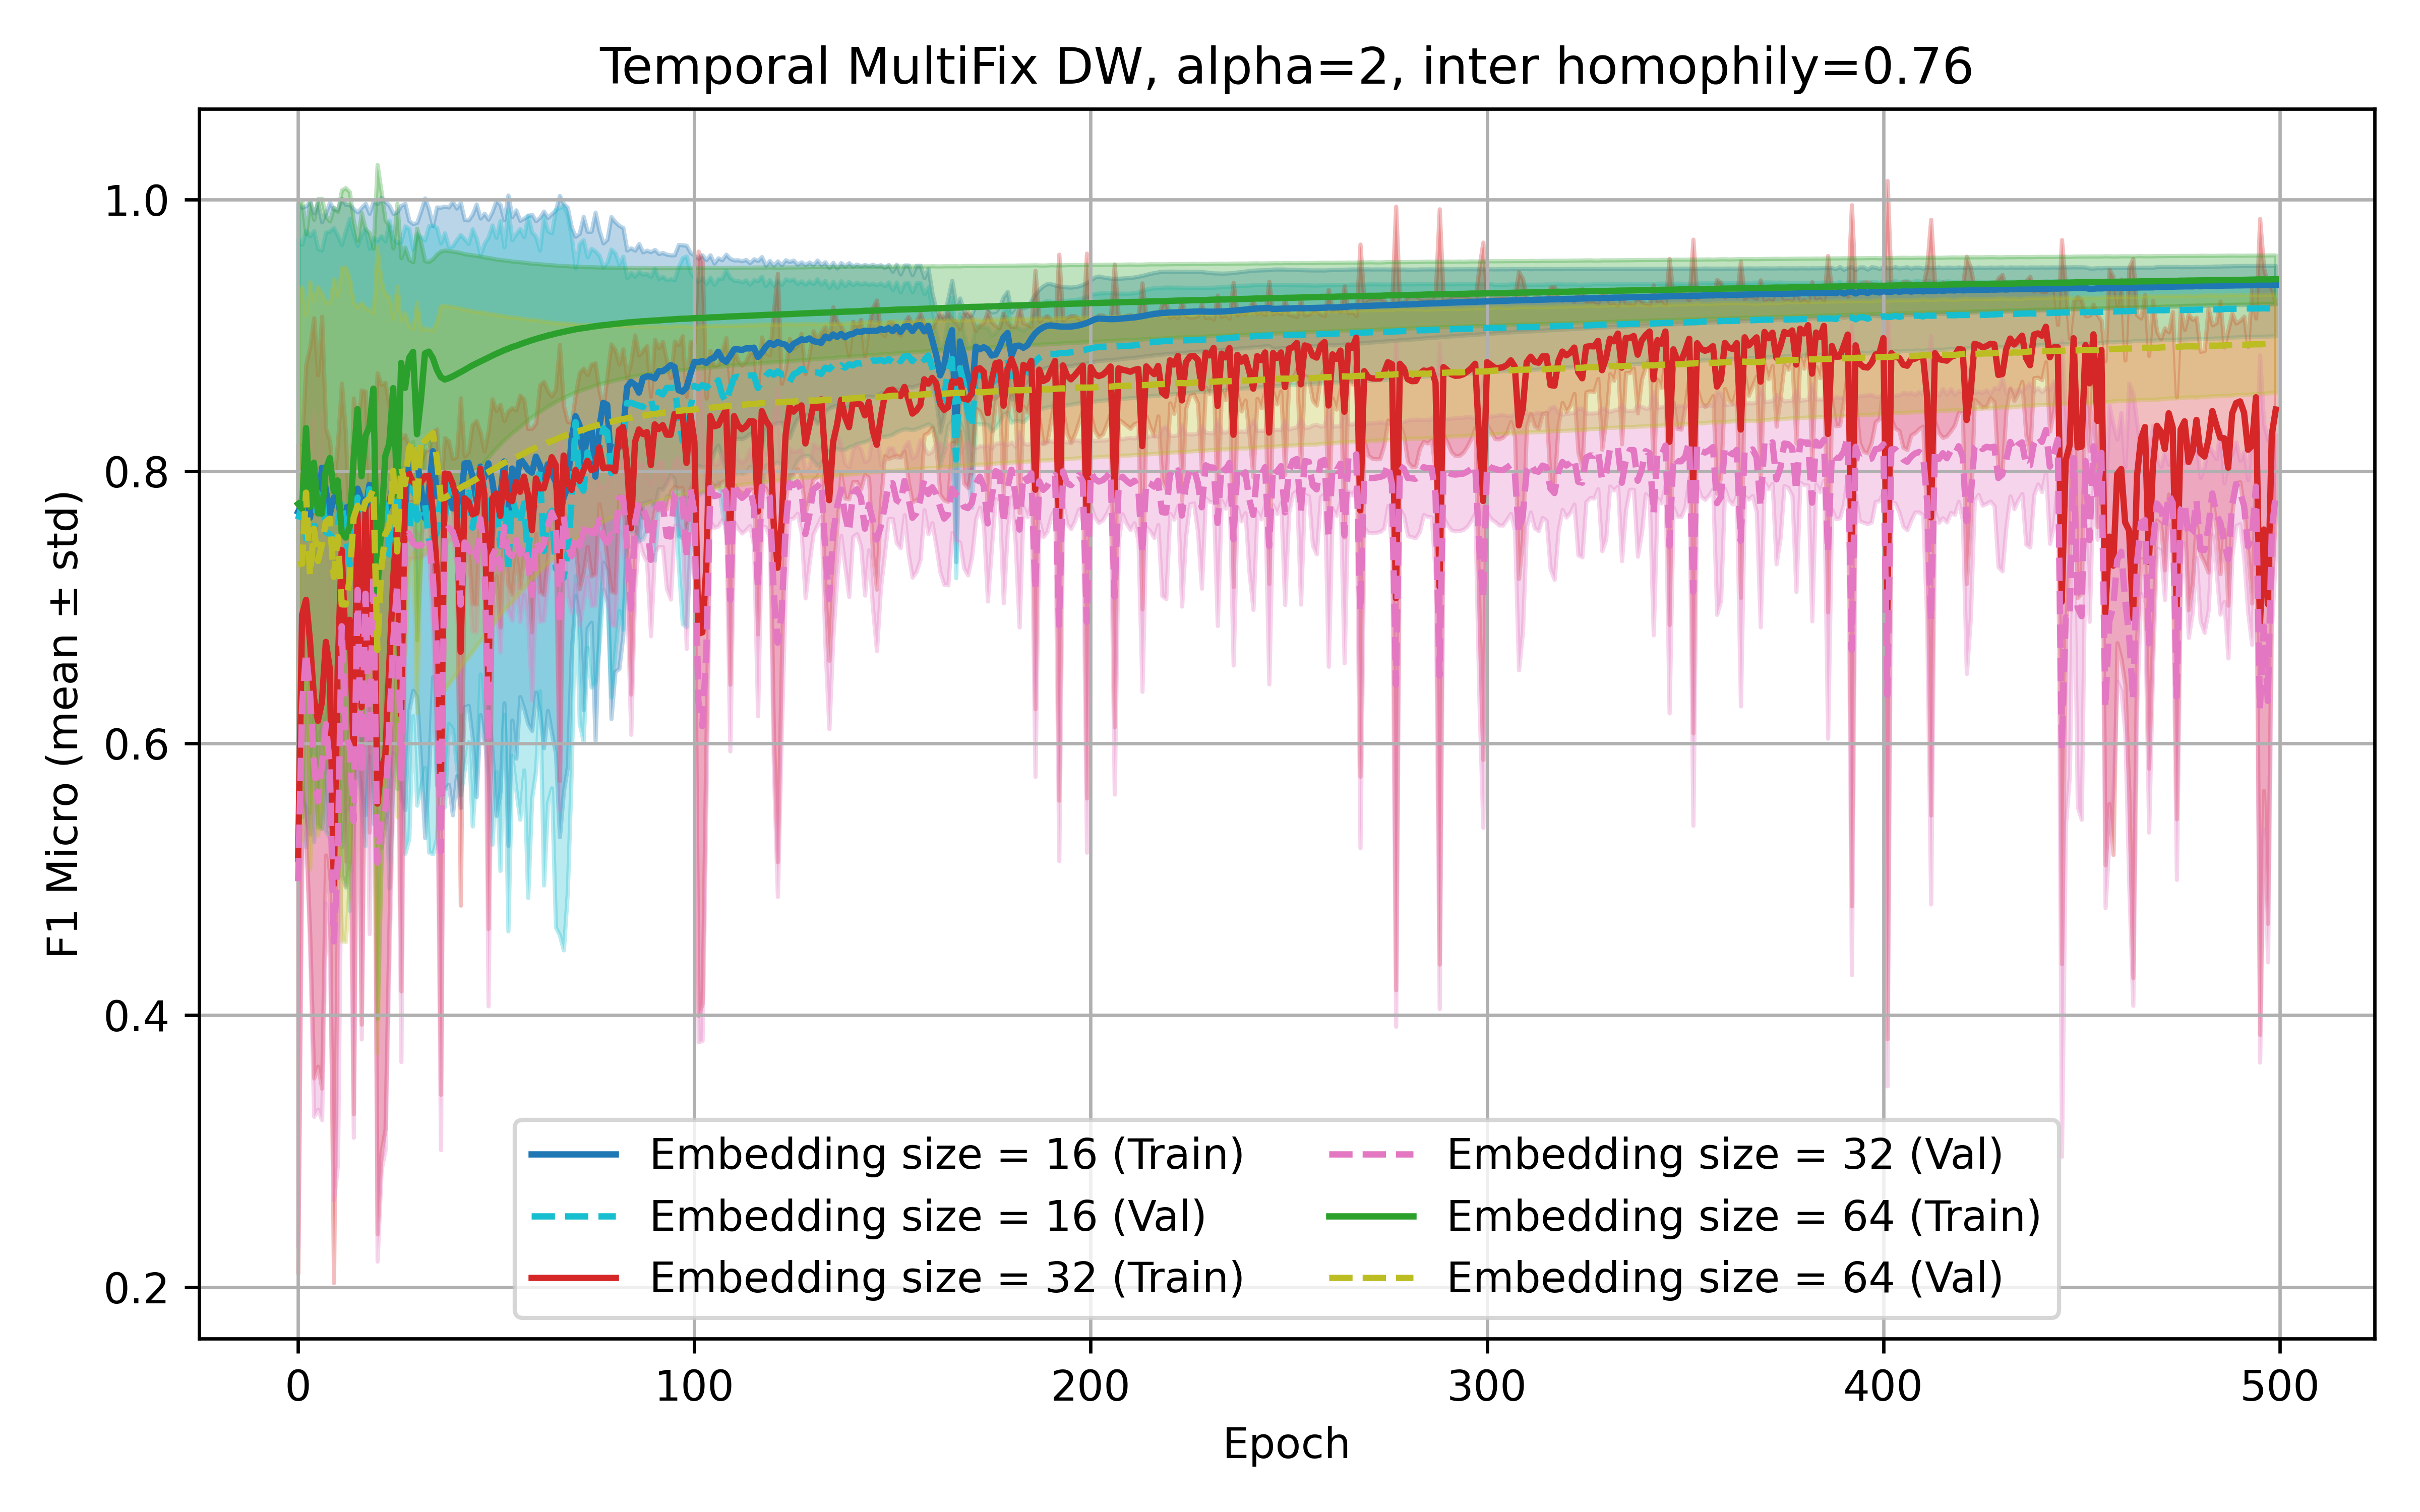 Temporal MultiFix DW, alpha=2, inter homophily=0.76
F1 Micro (mean ± std)
1.0
0.8
0.6
0.4
0.2
0
100
200
300
400
500
Epoch
Embedding size = 16 (Train)
Embedding size = 16 (Val)
Embedding size = 32 (Train)
Embedding size = 32 (Val)
Embedding size = 64 (Train)
Embedding size = 64 (Val)